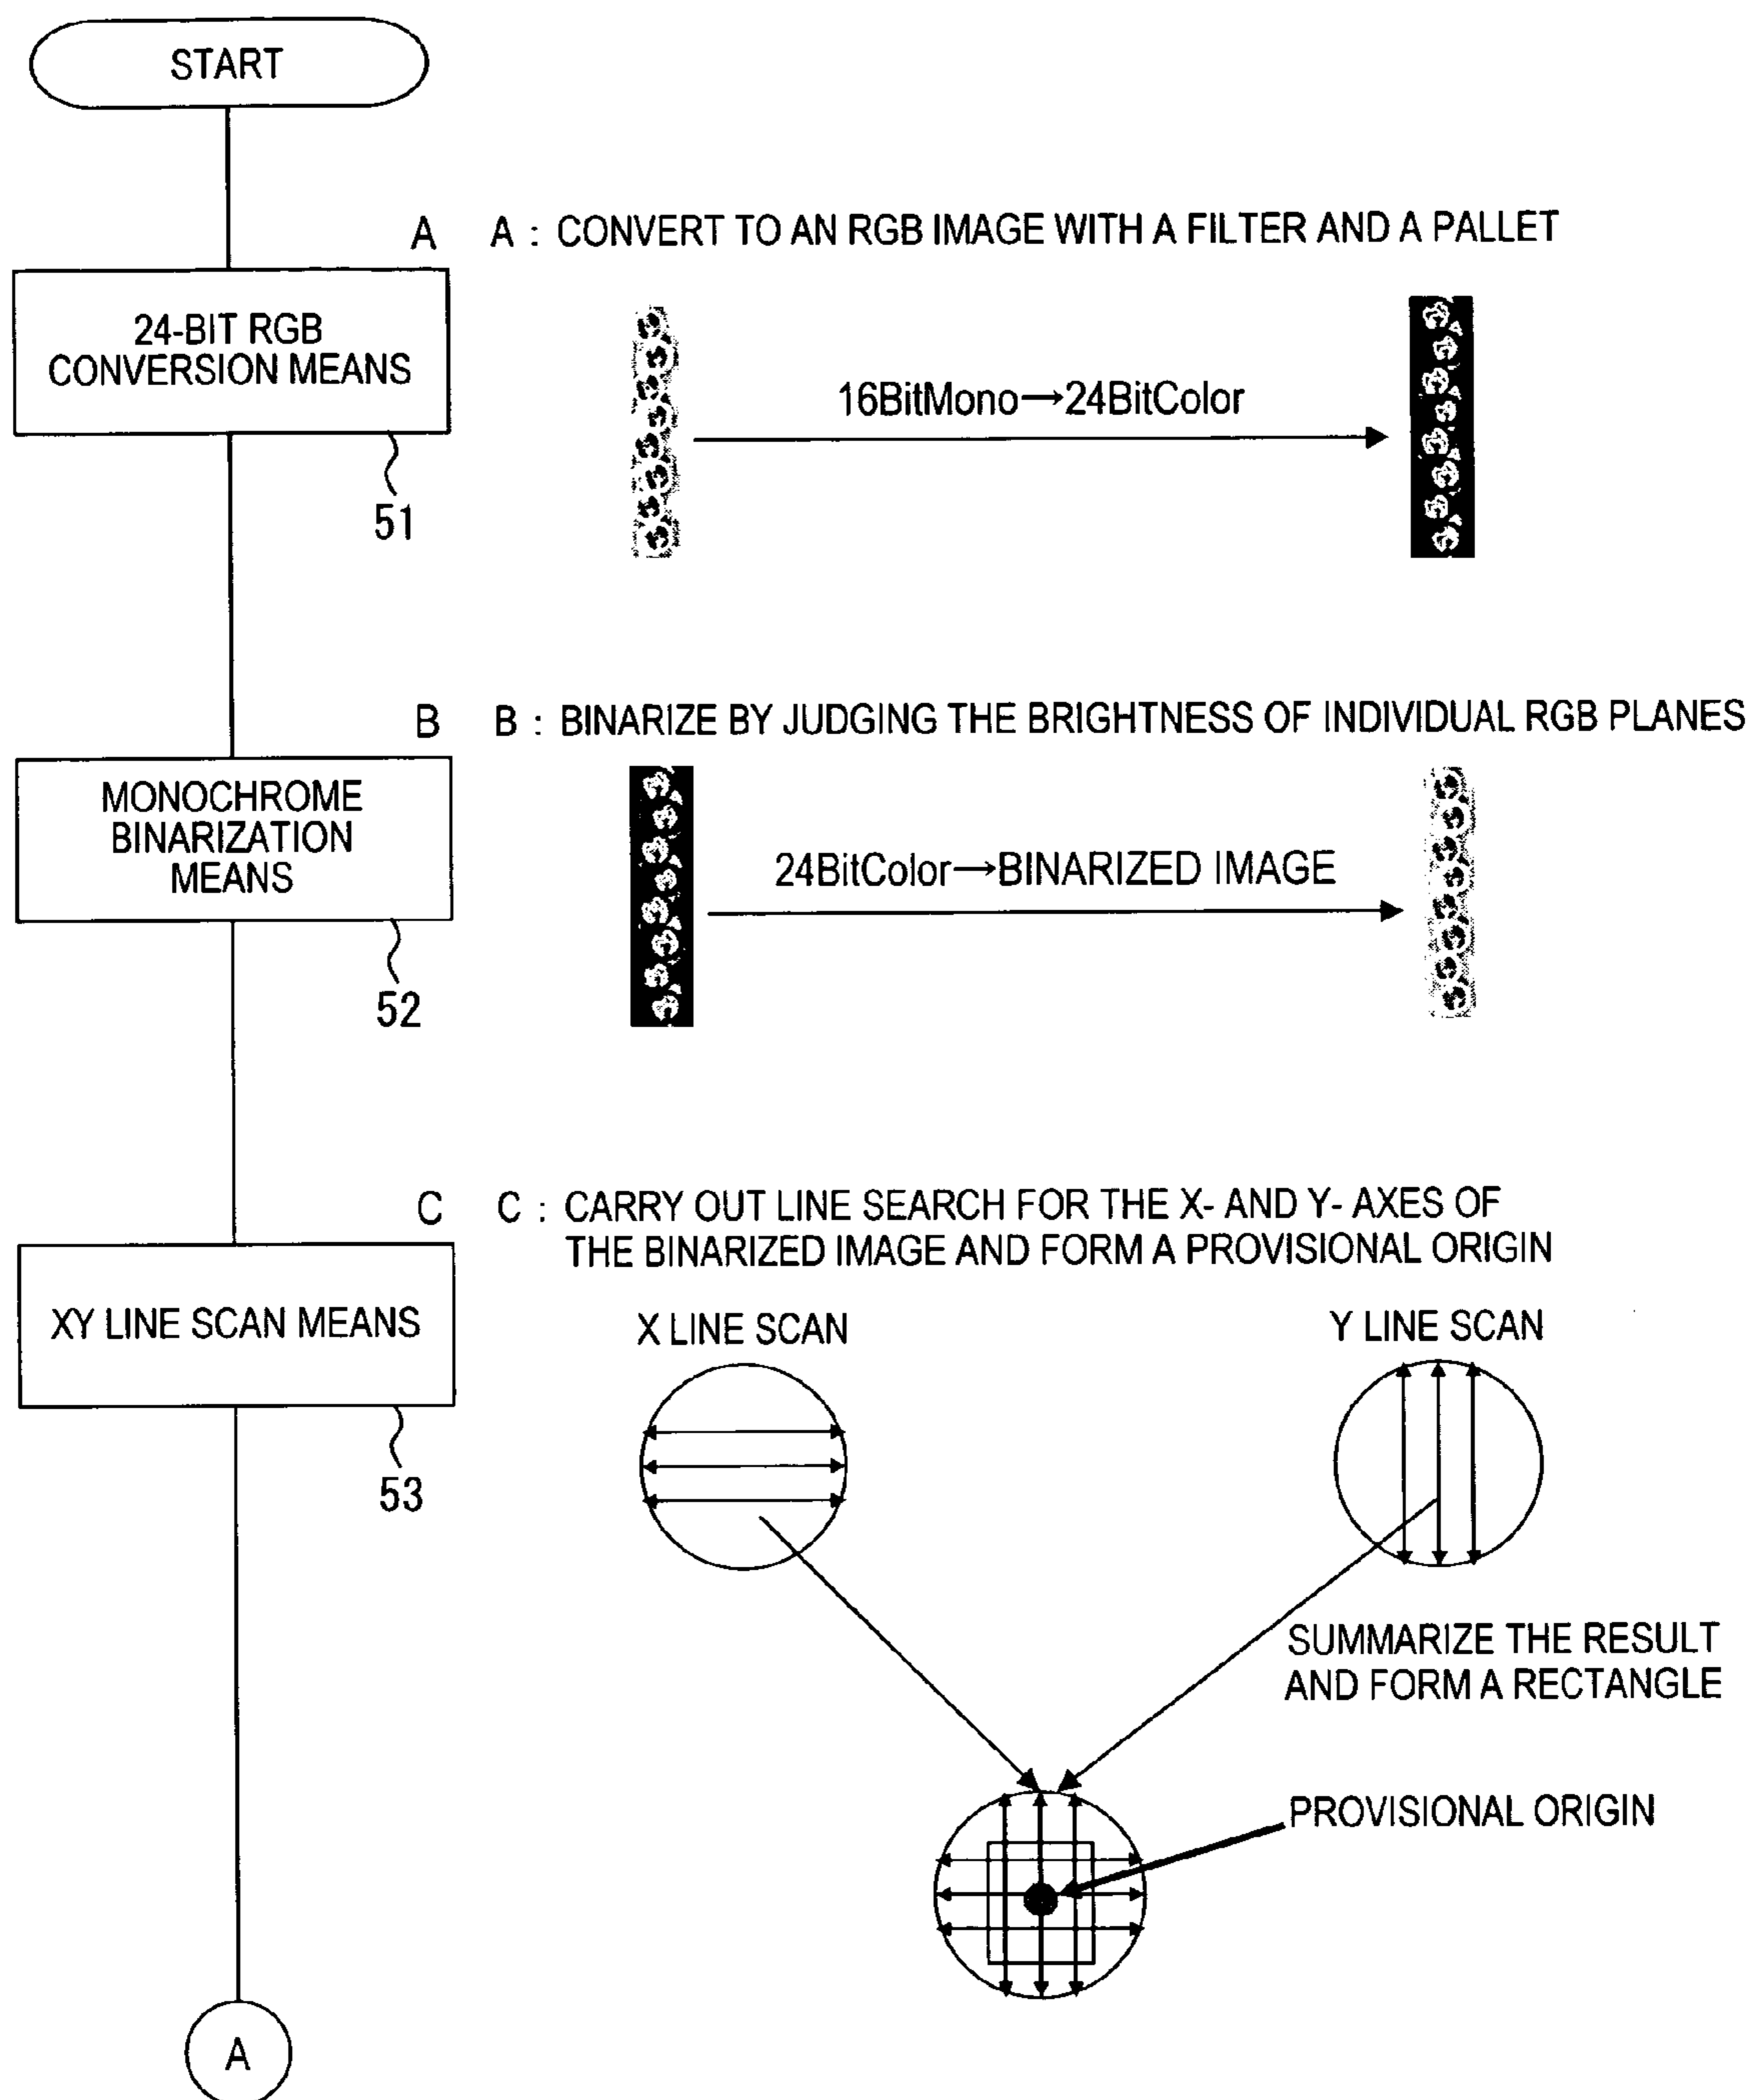 START
A
A : CONVERT TO AN RGB IMAGE WITH A FILTER AND A PALLET
24-BIT RGB
CONVERSION MEANS
16BitMono→24BitColor
51
B
B : BINARIZE BY JUDGING THE BRIGHTNESS OF INDIVIDUAL RGB PLANES
MONOCHROME
BINARIZATION
MEANS
24BitColor→BINARIZED IMAGE
52
C
C : CARRY OUT LINE SEARCH FOR THE X- AND Y- AXES OF
THE BINARIZED IMAGE AND FORM A PROVISIONAL ORIGIN
XY LINE SCAN MEANS
X LINE SCAN
Y LINE SCAN
53
SUMMARIZE THE RESULT
AND FORM A RECTANGLE
PROVISIONAL ORIGIN
A